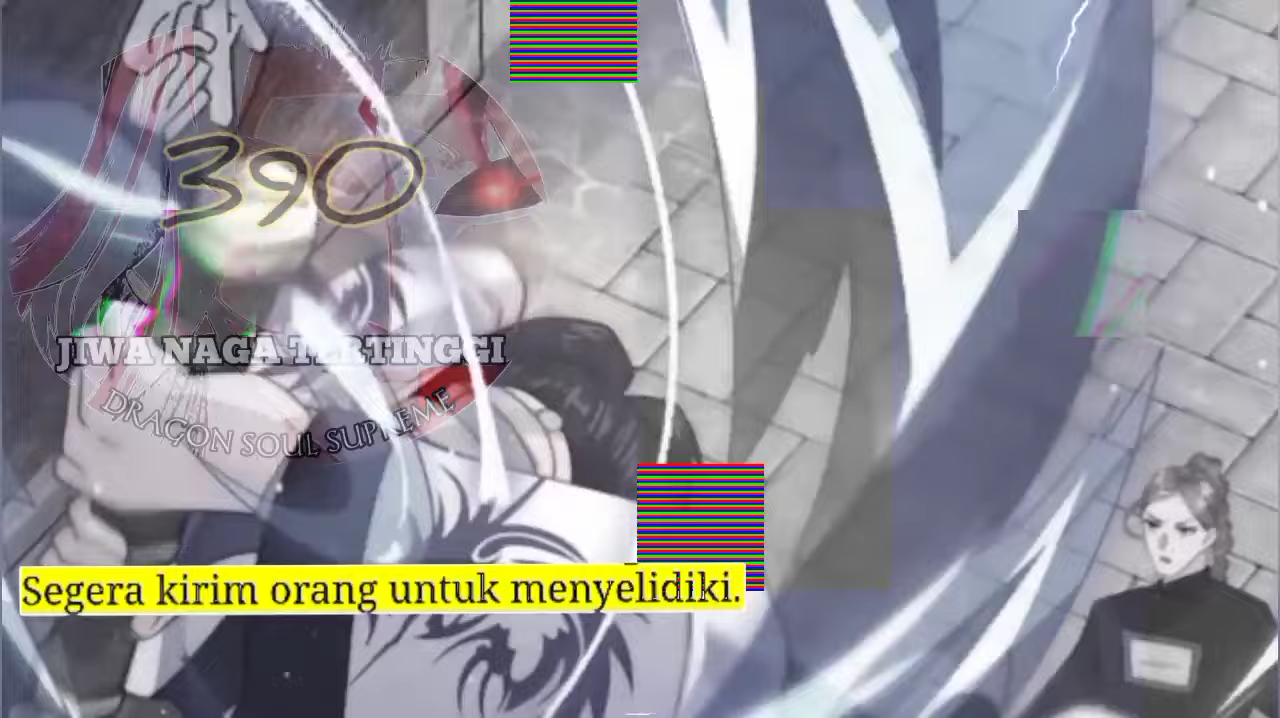 390
JIWA NAGA TERTINGGI
DRAGON SOUL SUPREME
Segera kirim orang untuk menyelidiki.